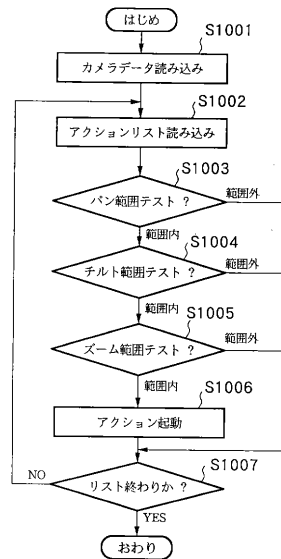 はじめ
S1001
カメラデータ読み込み
S1002
アクションリスト読み込み
S1003
パン範囲テスト ?
範囲外
範囲内
S1004
チルト範囲テスト ?
範囲外
範囲内
S1005
ズーム範囲テスト ?
範囲外
範囲内
S1006
アクション起動
S1007
リスト終わりか ?
NO
YES
おわり